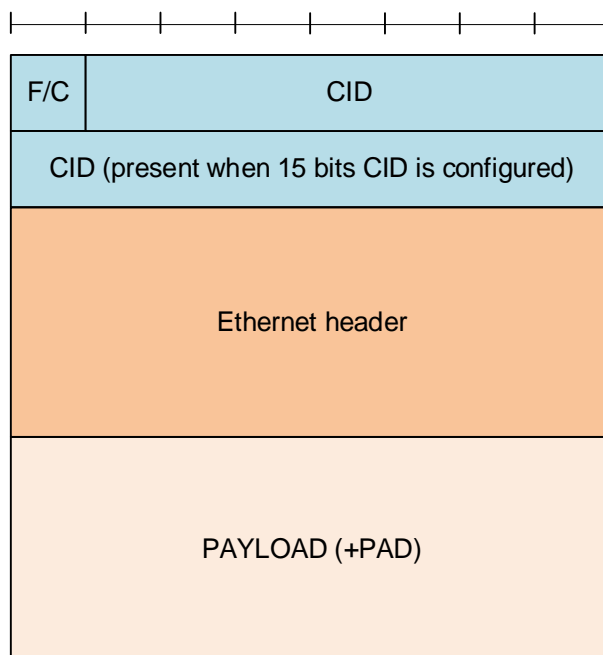 F/C CID
CID (present when 15 bits CID is configured)
Ethernet header
PAYLOAD (+PAD)